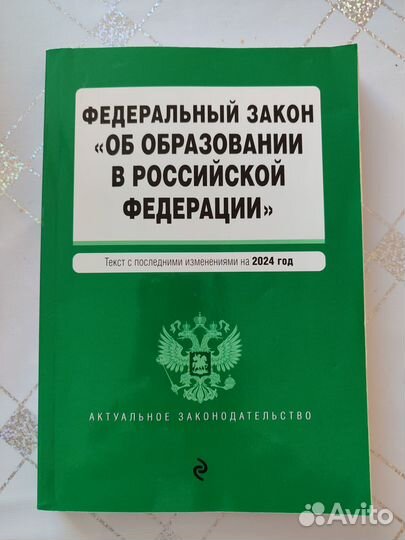 ФЕДЕРАЛЬНЫЙ ЗАКОН
«ОБ ОБРАЗОВАНИИ
В РОССИЙСКОЙ
ФЕДЕРАЦИИ»
Текст с последними изменениями на 2024 год
АКТУАЛЬНОЕ ЗАКОНОДАТЕЛЬСТВО
Avito